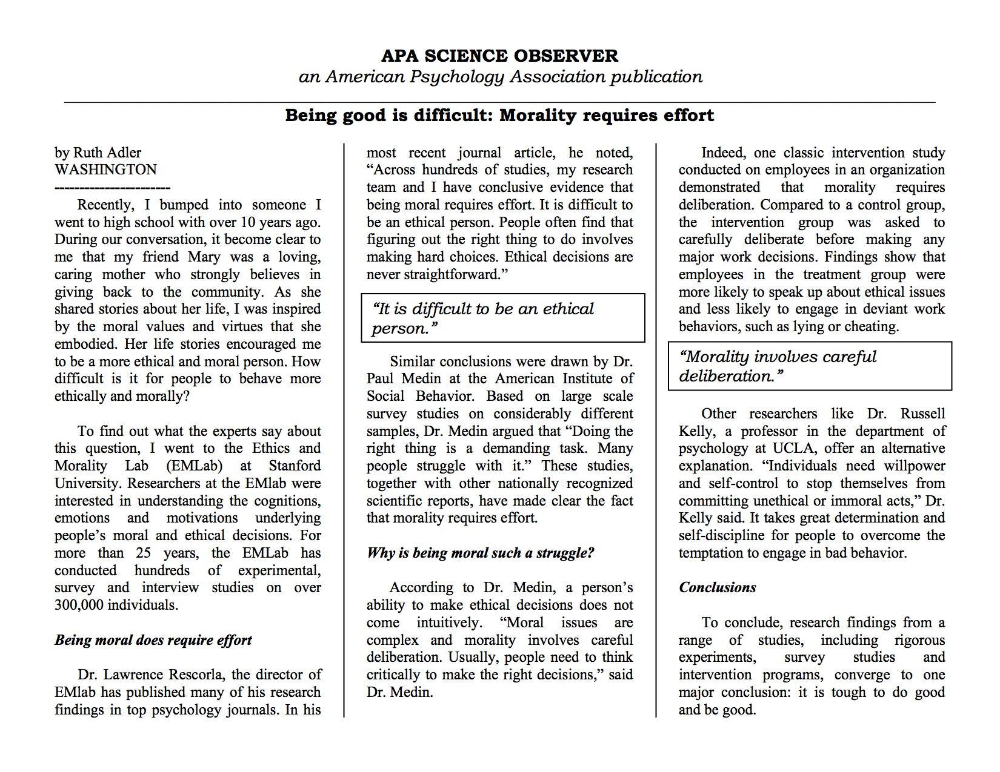 APA SCIENCE OBSERVER
an American Psychology Association publication
Being good is difficult: Morality requires effort
by Ruth Adler
WASHINGTON
-----------------------
Recently, I bumped into someone I
went to high school with over 10 years ago.
During our conversation, it become clear to
me that my friend Mary was a loving,
caring mother who strongly believes in
giving back to the community. As she
shared stories about her life, I was inspired
by the moral values and virtues that she
embodied. Her life stories encouraged me
to be a more ethical and moral person. How
difficult is it for people to behave more
ethically and morally?
To find out what the experts say about
this question, I went to the Ethics and
Morality Lab (EMLab) at Stanford
University. Researchers at the EMlab were
interested in understanding the cognitions,
emotions and motivations underlying
people’s moral and ethical decisions. For
more than 25 years, the EMLab has
conducted hundreds of experimental,
survey and interview studies on over
300,000 individuals.
Being moral does require effort
Dr. Lawrence Rescorla, the director of
EMlab has published many of his research
findings in top psychology journals. In his
most recent journal article, he noted,
“Across hundreds of studies, my research
team and I have conclusive evidence that
being moral requires effort. It is difficult to
be an ethical person. People often find that
figuring out the right thing to do involves
making hard choices. Ethical decisions are
never straightforward.”
“It is difficult to be an ethical
person.”
Similar conclusions were drawn by Dr.
Paul Medin at the American Institute of
Social Behavior. Based on large scale
survey studies on considerably different
samples, Dr. Medin argued that “Doing the
right thing is a demanding task. Many
people struggle with it.” These studies,
together with other nationally recognized
scientific reports, have made clear the fact
that morality requires effort.
Why is being moral such a struggle?
According to Dr. Medin, a person’s
ability to make ethical decisions does not
come intuitively. “Moral issues are
complex and morality involves careful
deliberation. Usually, people need to think
critically to make the right decisions,” said
Dr. Medin.
Indeed, one classic intervention study
conducted on employees in an organization
demonstrated that morality requires
deliberation. Compared to a control group,
the intervention group was asked to
carefully deliberate before making any
major work decisions. Findings show that
employees in the treatment group were
more likely to speak up about ethical issues
and less likely to engage in deviant work
behaviors, such as lying or cheating.
“Morality involves careful
deliberation.”
Other researchers like Dr. Russell
Kelly, a professor in the department of
psychology at UCLA, offer an alternative
explanation. “Individuals need willpower
and self-control to stop themselves from
committing unethical or immoral acts,” Dr.
Kelly said. It takes great determination and
self-discipline for people to overcome the
temptation to engage in bad behavior.
Conclusions
To conclude, research findings from a
range of studies, including rigorous
experiments, survey studies and
intervention programs, converge to one
major conclusion: it is tough to do good
and be good.